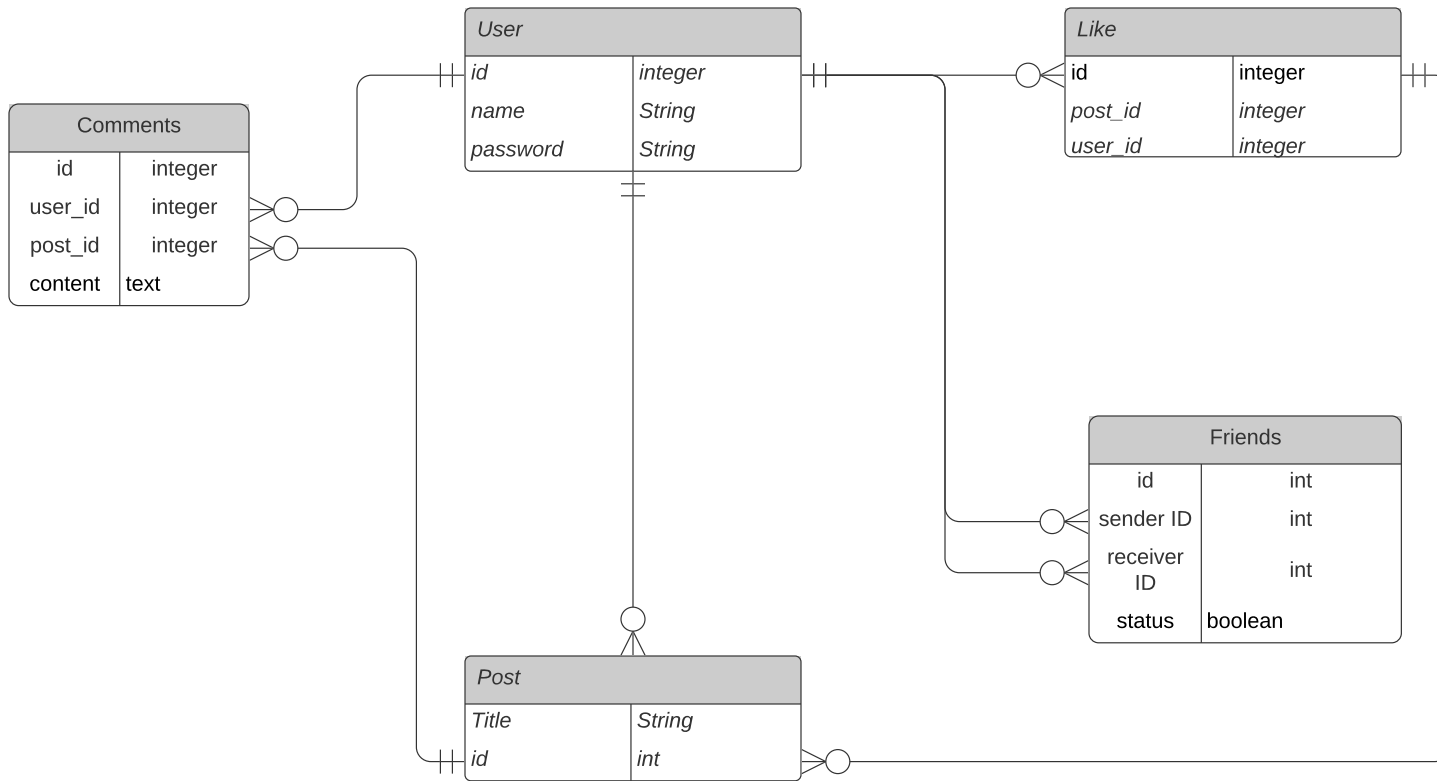 User
id integer
name String
password String
Like
id integer
post_id integer
user_id integer
Comments
id integer
user_id integer
post_id integer
content text
Friends
id int
sender ID int
receiver
ID int
status boolean
Post
Title String
id int